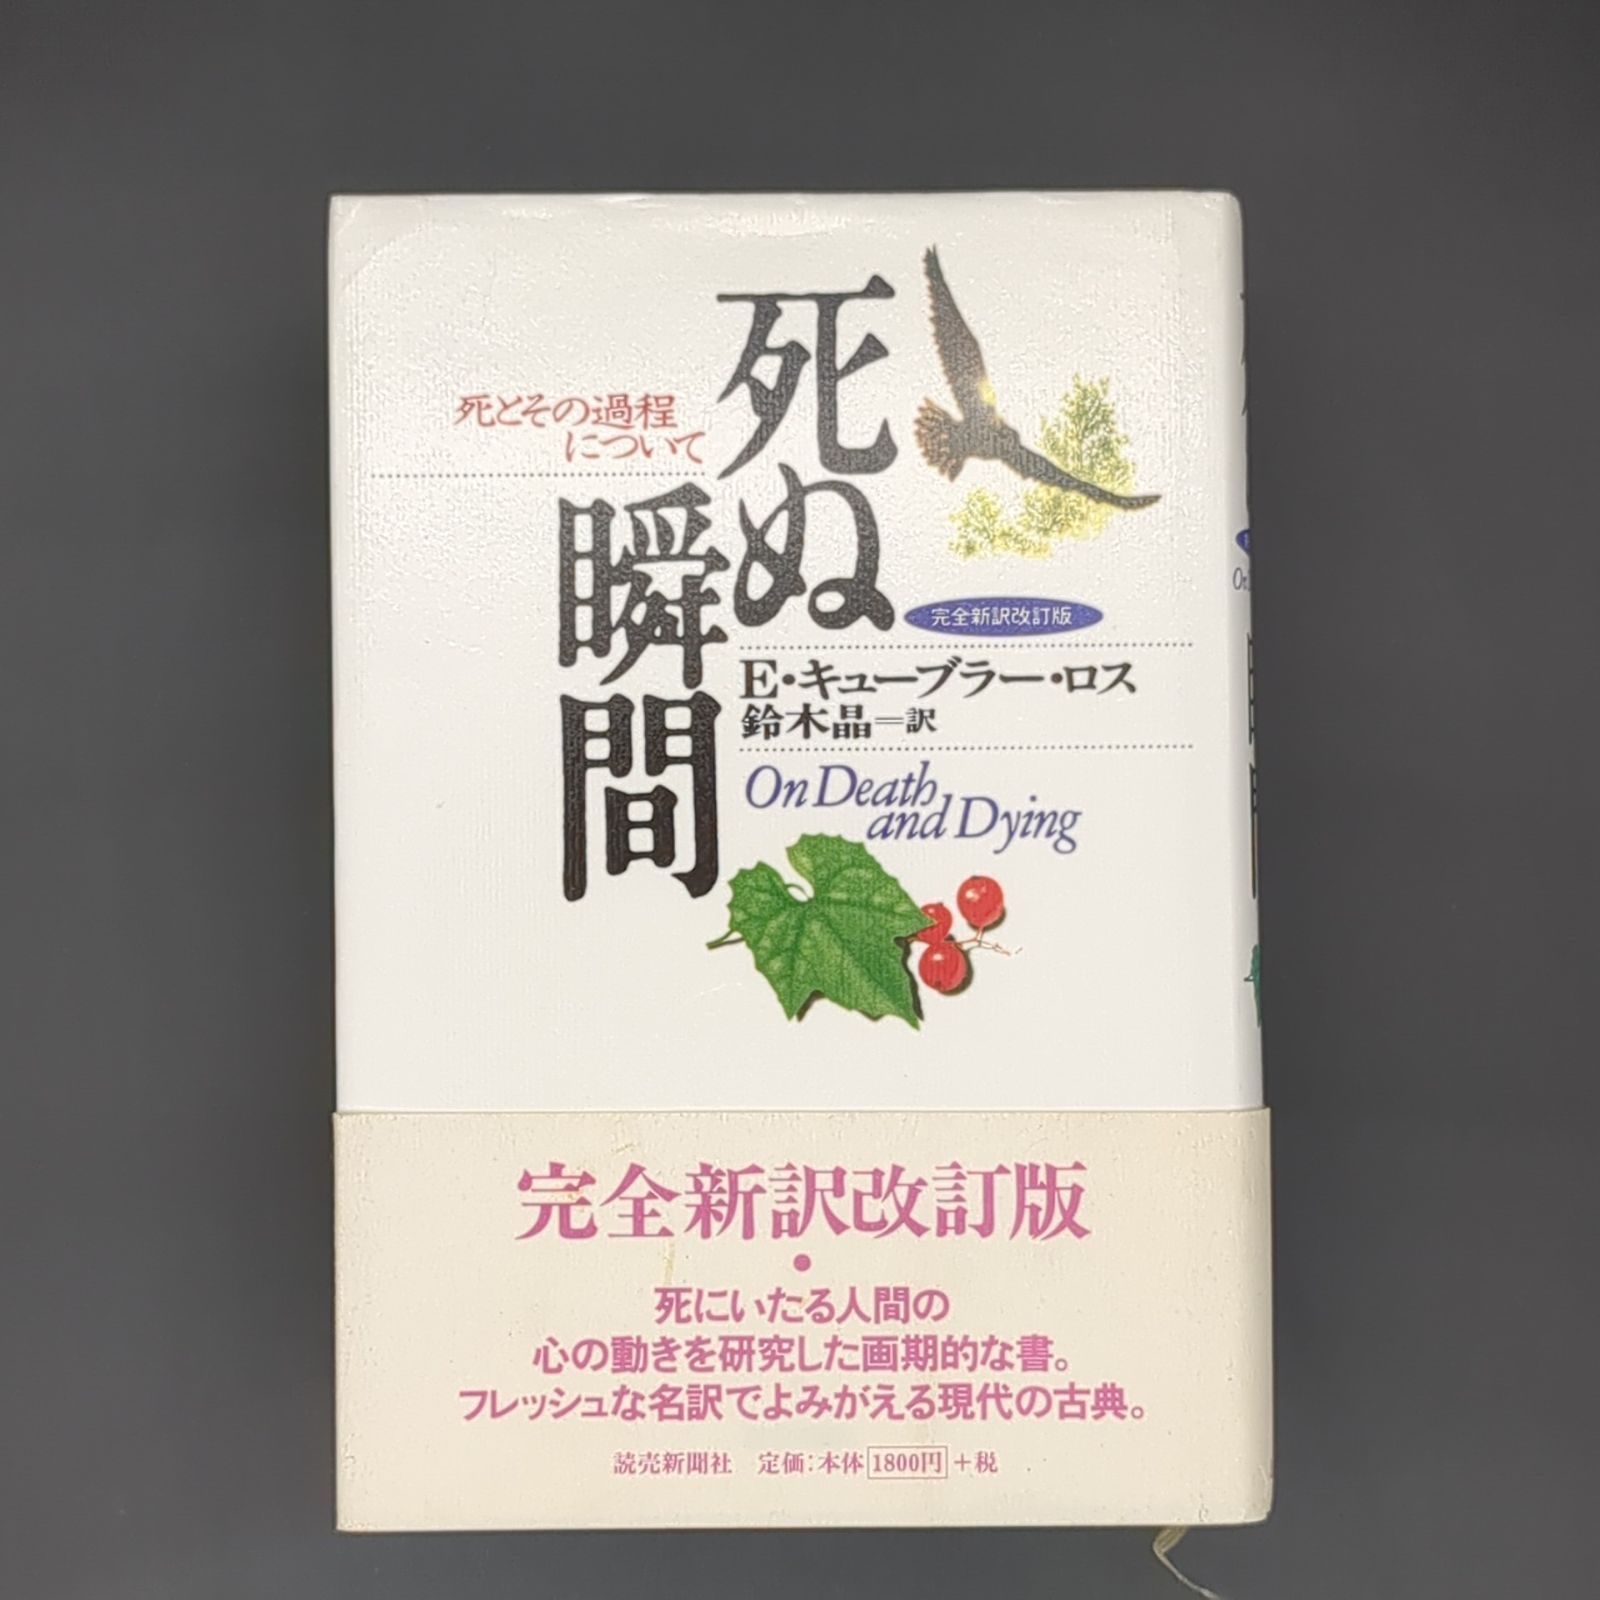 死ぬ
瞬間
死とその過程
について
完全新訳改訂版
E・キューブラー・ロス
鈴木晶=訳
On Death
and Dying
完全新訳改訂版
・
死にいたる人間の
心の動きを研究した画期的な書。
フレッシュな名訳でよみがえる現代の古典。
読売新聞社 定価:本体1800円+税